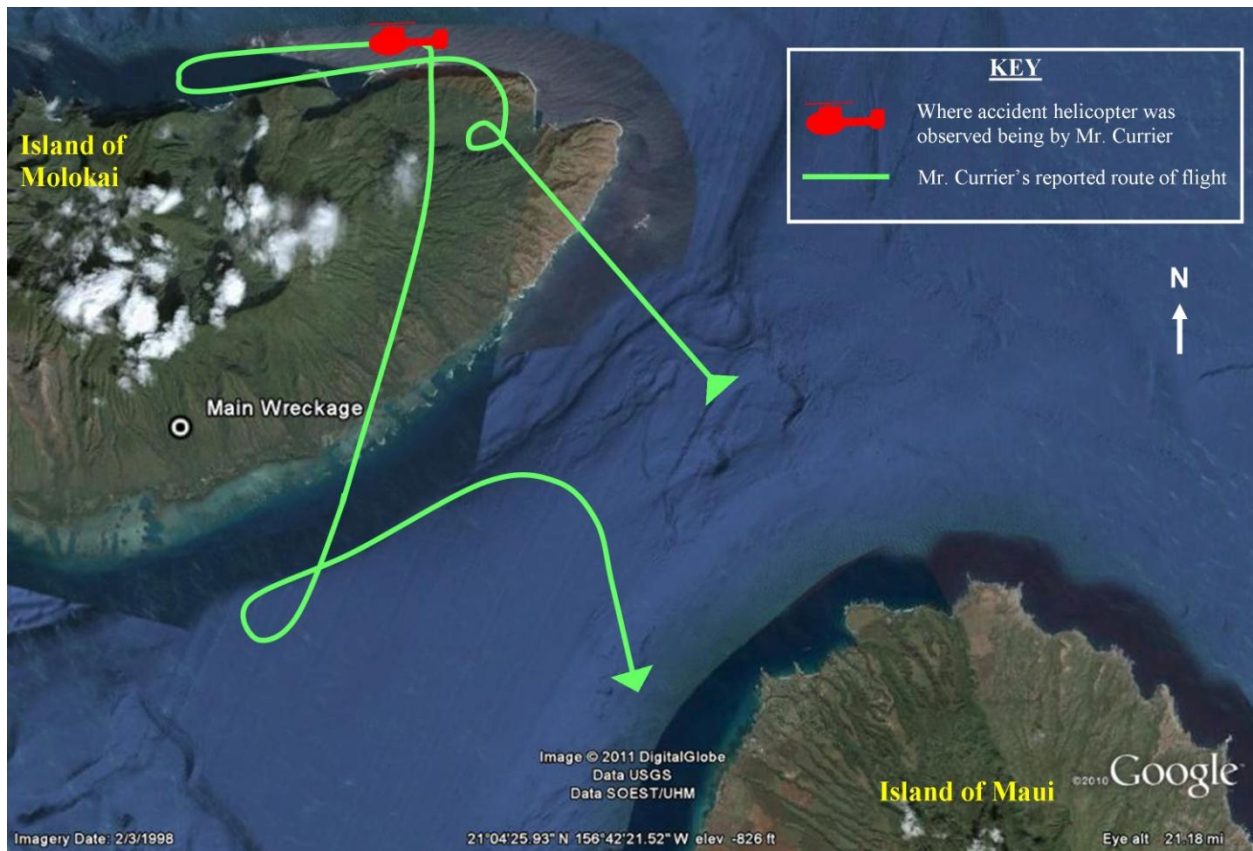 KEY
Where accident helicopter was
observed being by Mr. Currier
Mr. Currier's reported route of flight
Island of
Molokai
N
Main Wreckage
Image © 2011 DigitalGlobe
Data USGS
Data SOEST/UHM
©2010 Google
Island of Maui
Imagery Date: 2/3/1998
21°04'25.93" N 156°42'21.52" W elev -826 ft
Eye alt 21.18 mi